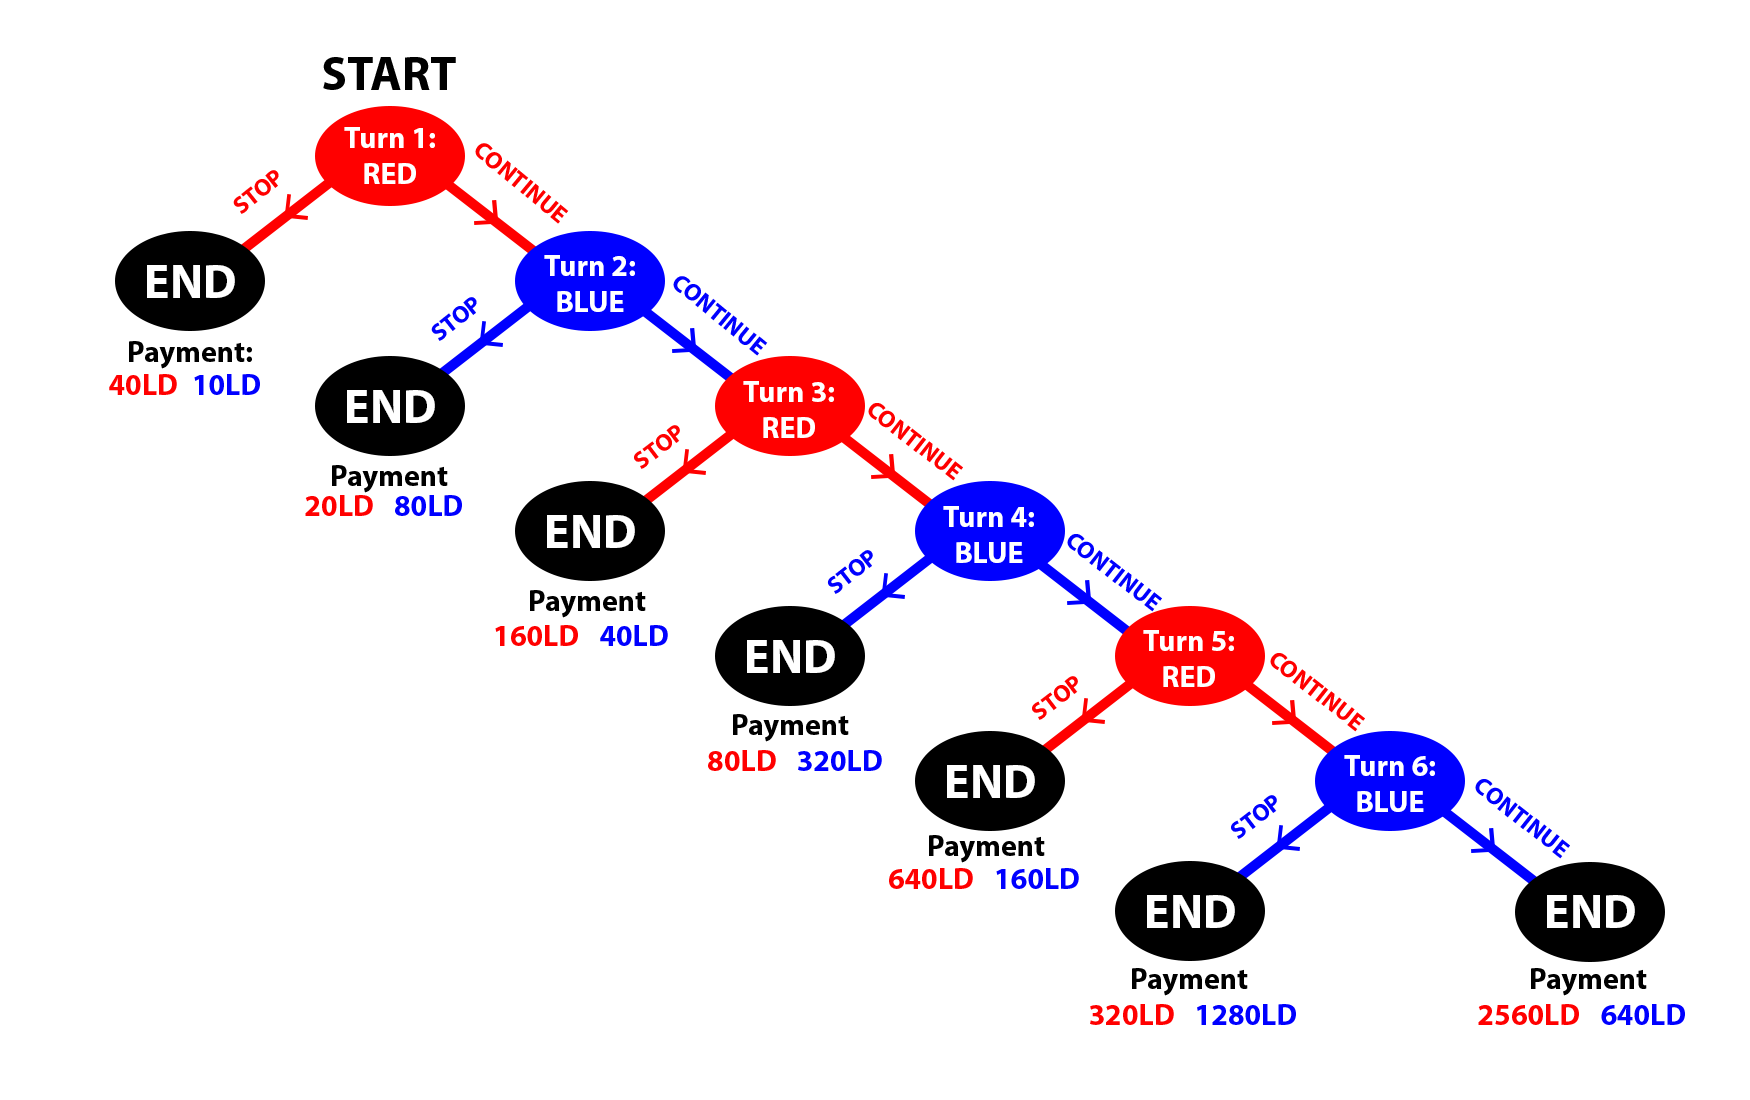 START
Turn 1:
RED
STOP
CONTINUE
END
Payment:
40LD 10LD
Turn 2:
BLUE
STOP
CONTINUE
END
Payment
20LD 80LD
Turn 3:
RED
STOP
CONTINUE
END
Payment
160LD 40LD
Turn 4:
BLUE
STOP
CONTINUE
END
Payment
80LD 320LD
Turn 5:
RED
STOP
CONTINUE
END
Payment
640LD 160LD
Turn 6:
BLUE
STOP
CONTINUE
END
Payment
320LD 1280LD
END
Payment
2560LD 640LD